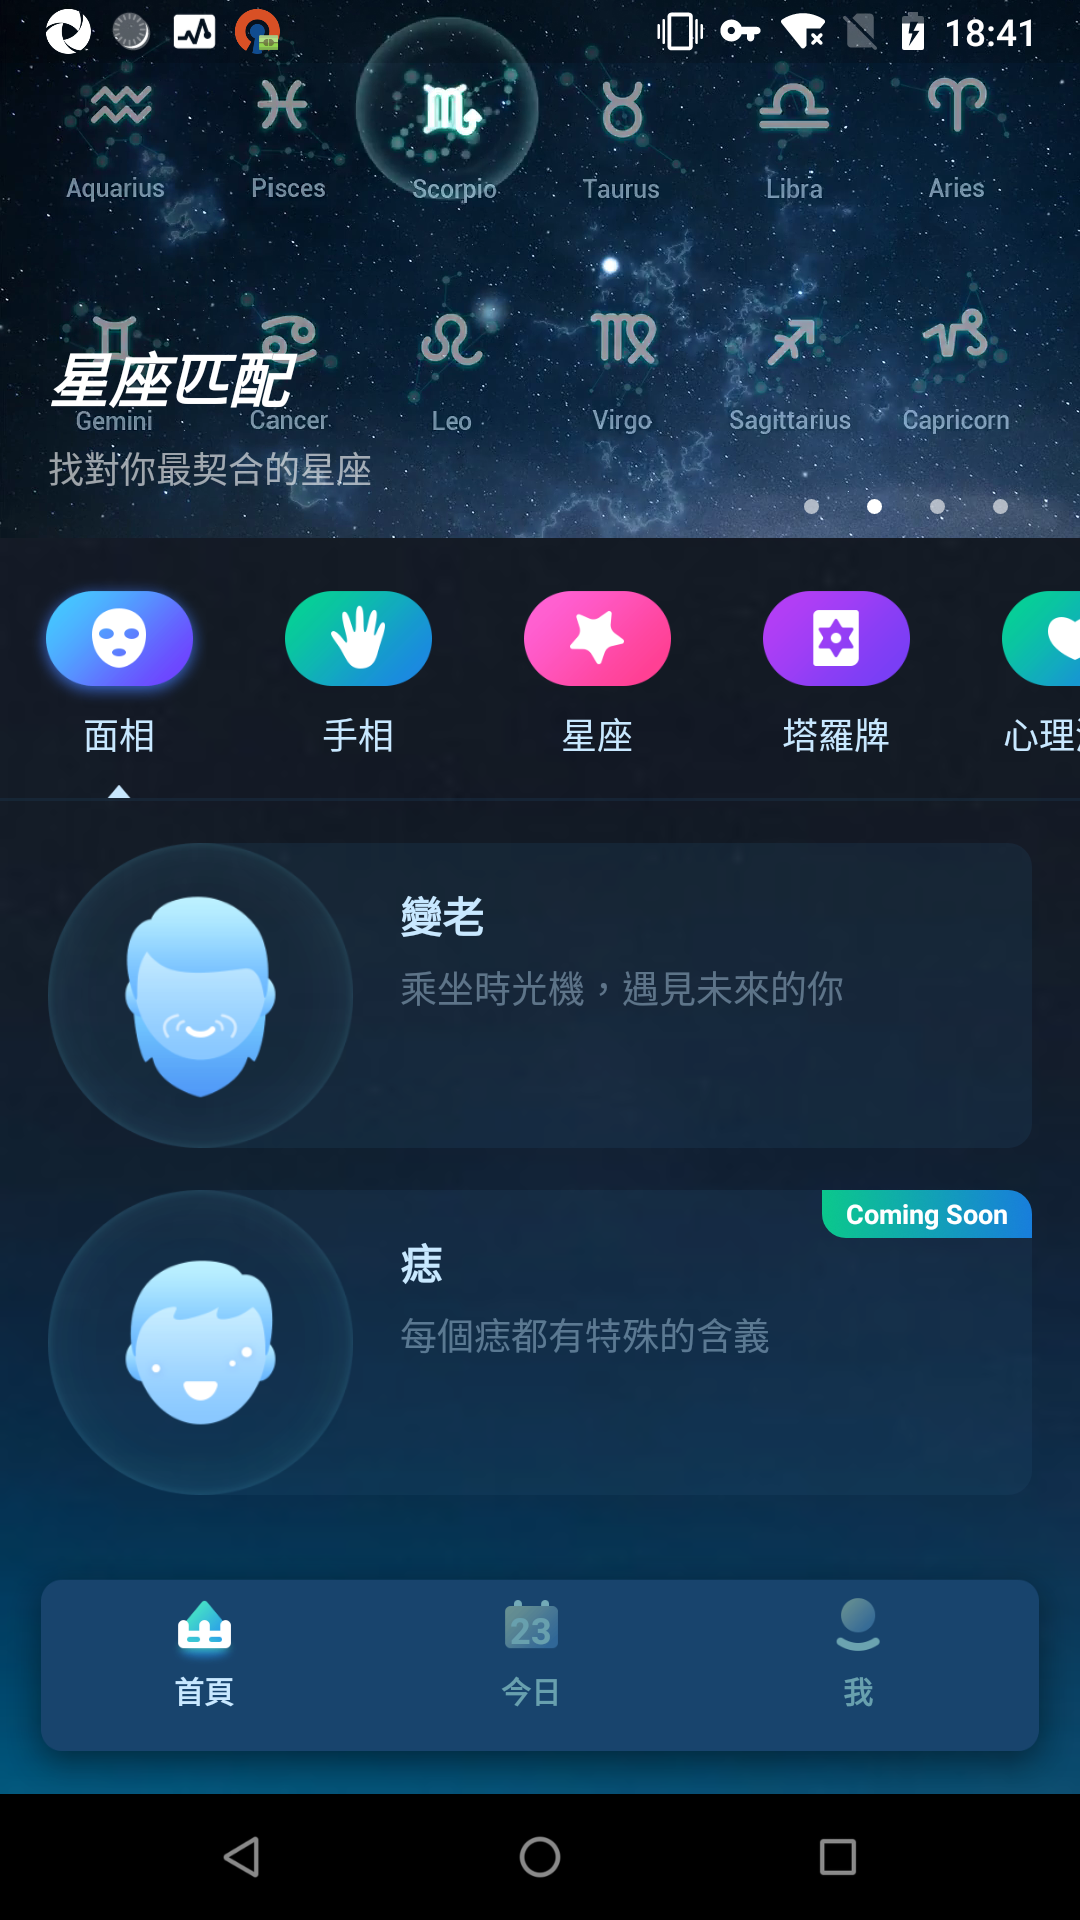 18:41
Aquarius Pisces Scorpio Taurus Libra Aries
Gemini Cancer Leo Virgo Sagittarius Capricorn
星座匹配
找對你最契合的星座
面相 手相 星座 塔羅牌 心理
變老
乘坐時光機，遇見未來的你
Coming Soon
痣
每個痣都有特殊的含義
23
首頁 今日 我